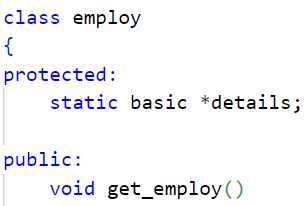 class employ
{
protected:
    static basic *details;
public:
    void get_employ()